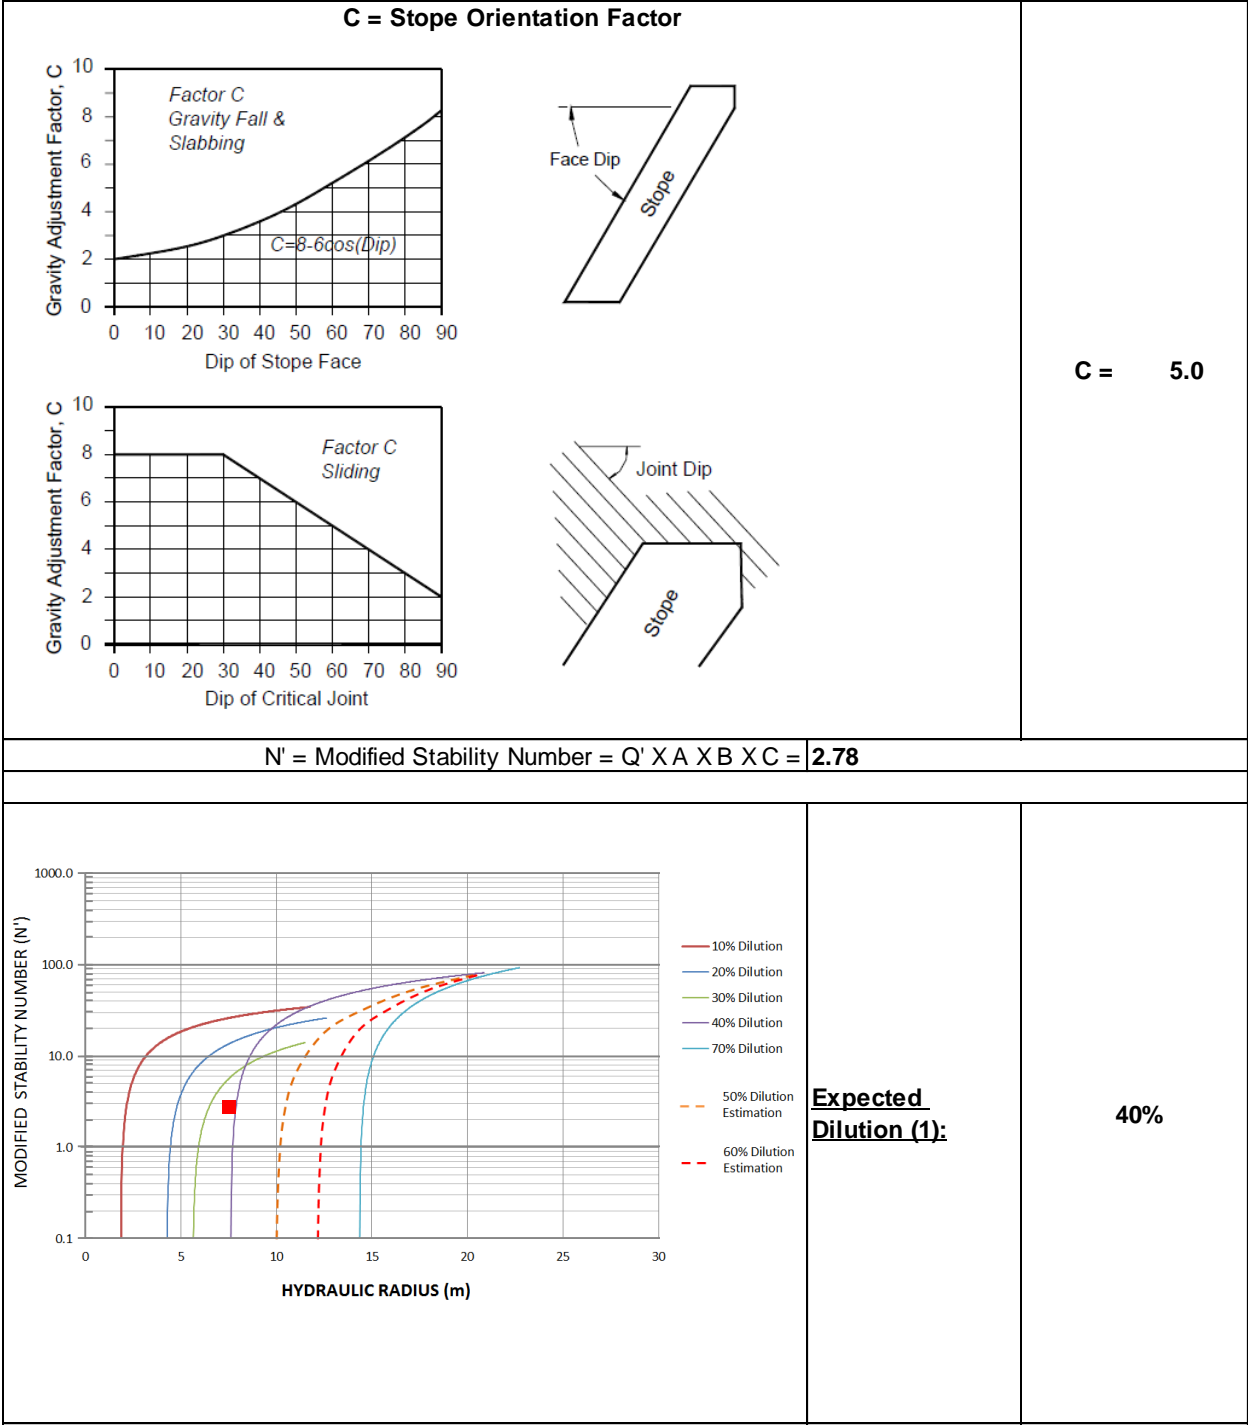 C = Stope Orientation Factor
Gravity Adjustment Factor, C
10
8
6
4
2
0
Factor C
Gravity Fall &
Slabbing
C=8-6cos(Dip)
0 10 20 30 40 50 60 70 80 90
Dip of Stope Face
Face Dip
Stope
C = 5.0
Gravity Adjustment Factor, C
10
8
6
4
2
0
Factor C
Sliding
0 10 20 30 40 50 60 70 80 90
Dip of Critical Joint
Joint Dip
Stope
N' = Modified Stability Number = Q' X A X B X C = 2.78
MODIFIED STABILITY NUMBER (N')
1000.0
100.0
10.0
1.0
0.1
0 5 10 15 20 25 30
HYDRAULIC RADIUS (m)
10% Dilution
20% Dilution
30% Dilution
40% Dilution
70% Dilution
50% Dilution
Estimation
60% Dilution
Estimation
Expected
Dilution (1):
40%